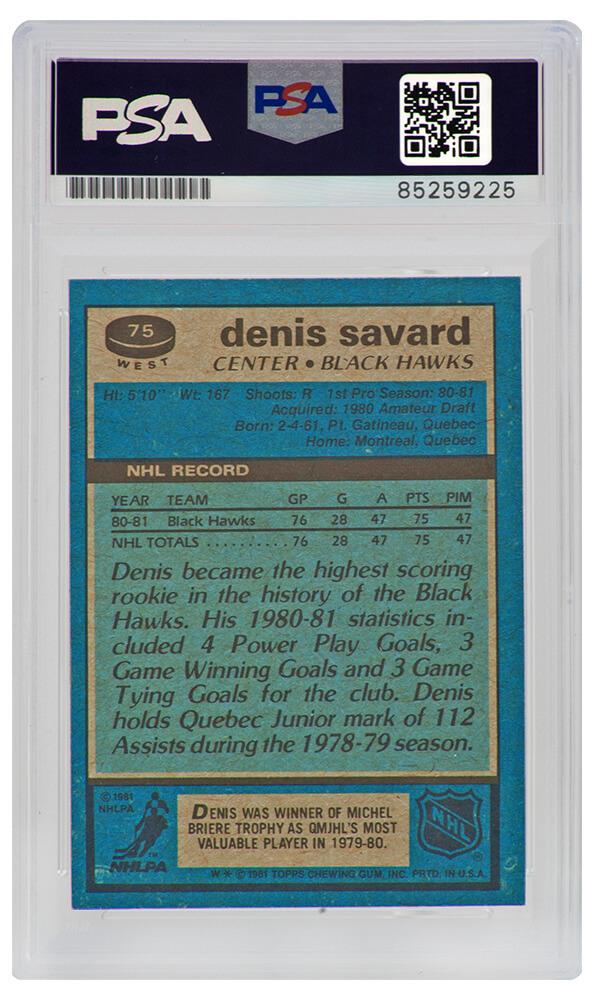 PSA
PSA
85259225
75
WEST
denis savard
CENTER • BLACK HAWKS
Ht: 5'10" Wt: 167 Shoots: R 1st Pro Season: 80-81
Acquired: 1980 Amateur Draft
Born: 2-4-61, Pt. Gatineau, Quebec
Home: Montreal, Quebec
NHL RECORD
YEAR TEAM GP G A PTS PIM
80-81 Black Hawks 76 28 47 75 47
NHL TOTALS .......... 76 28 47 75 47
Denis became the highest scoring
rookie in the history of the Black
Hawks. His 1980-81 statistics in-
cluded 4 Power Play Goals, 3
Game Winning Goals and 3 Game
Tying Goals for the club. Denis
holds Quebec Junior mark of 112
Assists during the 1978-79 season.
© 1981
NHLPA
NHLPA
TM
DENIS WAS WINNER OF MICHEL
BRIERE TROPHY AS QMJHL'S MOST
VALUABLE PLAYER IN 1979-80.
NHL
®
W * © 1981 TOPPS CHEWING GUM, INC. PRTD. IN U.S.A.